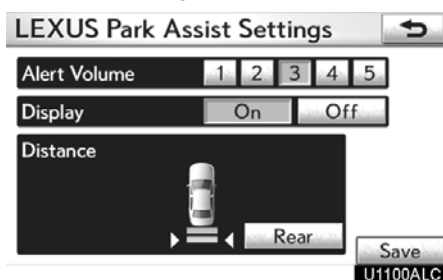 LEXUS Park Assist Settings
Alert Volume 1 2 3 4 5
Display On Off
Distance
Rear
Save
U1100ALC